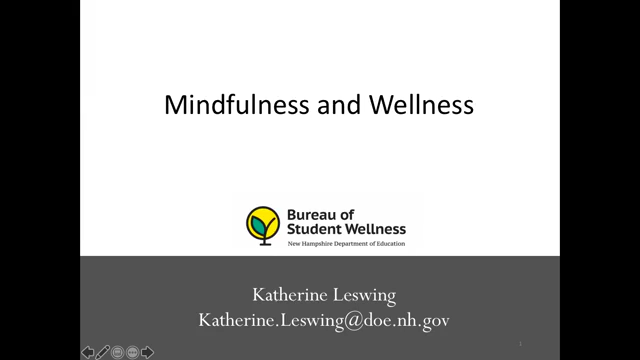 Mindfulness and Wellness
Bureau of
Student Wellness
New Hampshire Department of Education
Katherine Leswing
Katherine.Leswing@doe.nh.gov
1